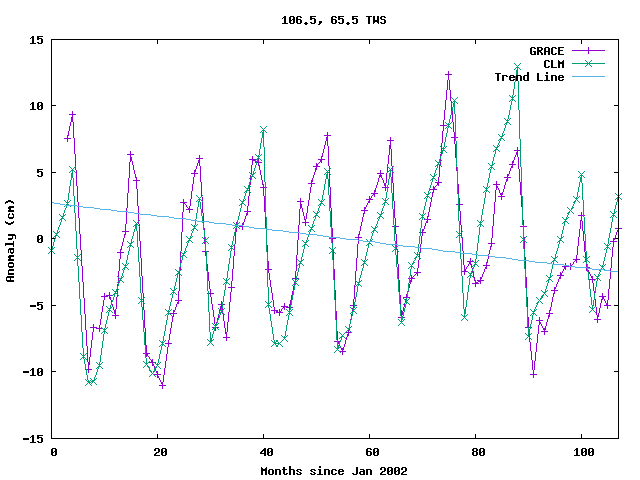 106.5, 65.5 TWS
GRACE
CLM
Trend Line
15
10
5
0
-5
-10
-15
Anomaly (cm)
0 20 40 60 80 100
Months since Jan 2002